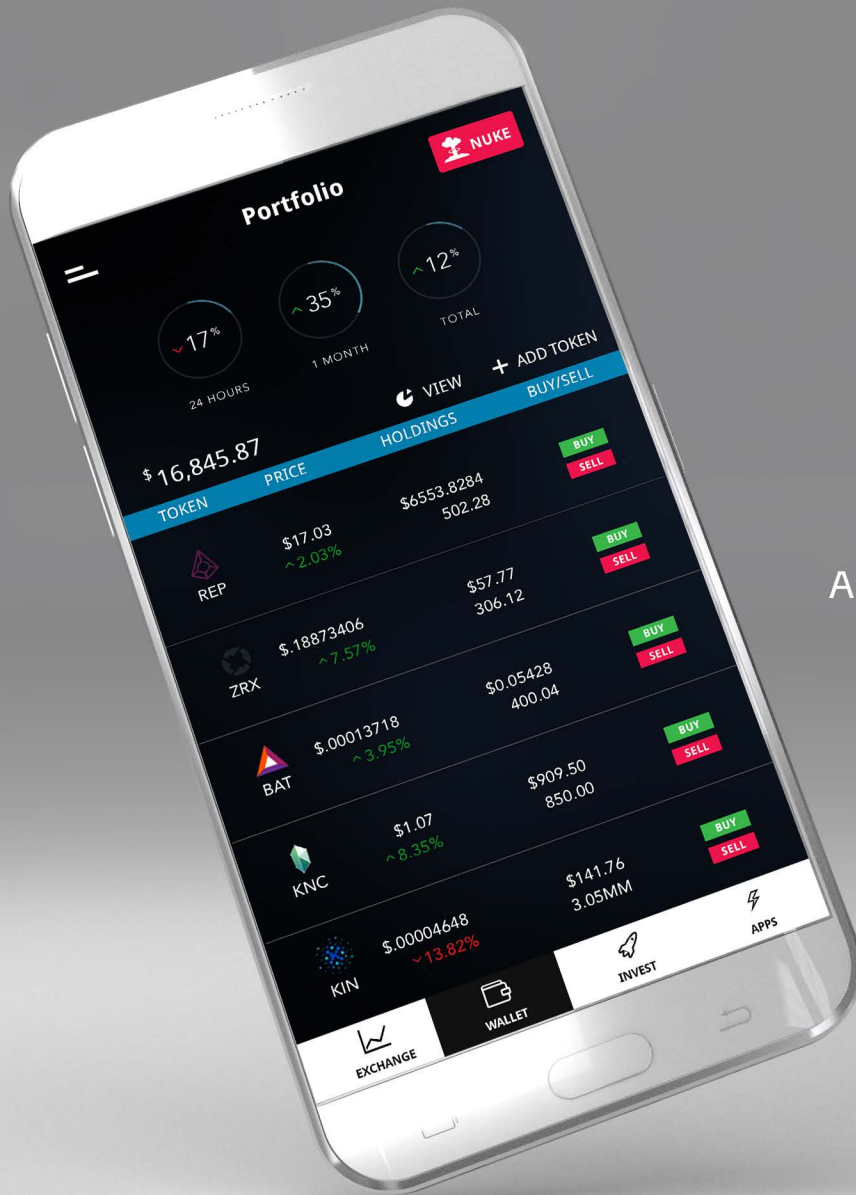 NUKE
Portfolio
17%
35%
12%
24 HOURS
1 MONTH
TOTAL
$16,845.87
VIEW
+ ADD TOKEN
TOKEN PRICE HOLDINGS BUY/SELL
REP
$17.03
2.03%
$6553.8284
502.28
BUY
SELL
ZRX
$.18873406
7.57%
$57.77
306.12
BUY
SELL
BAT
$.00013718
3.95%
$0.05428
400.04
BUY
SELL
KNC
$1.07
8.35%
$909.50
850.00
BUY
SELL
KIN
$.00004648
13.82%
$141.76
3.05MM
BUY
SELL
EXCHANGE
WALLET
INVEST
APPS
A